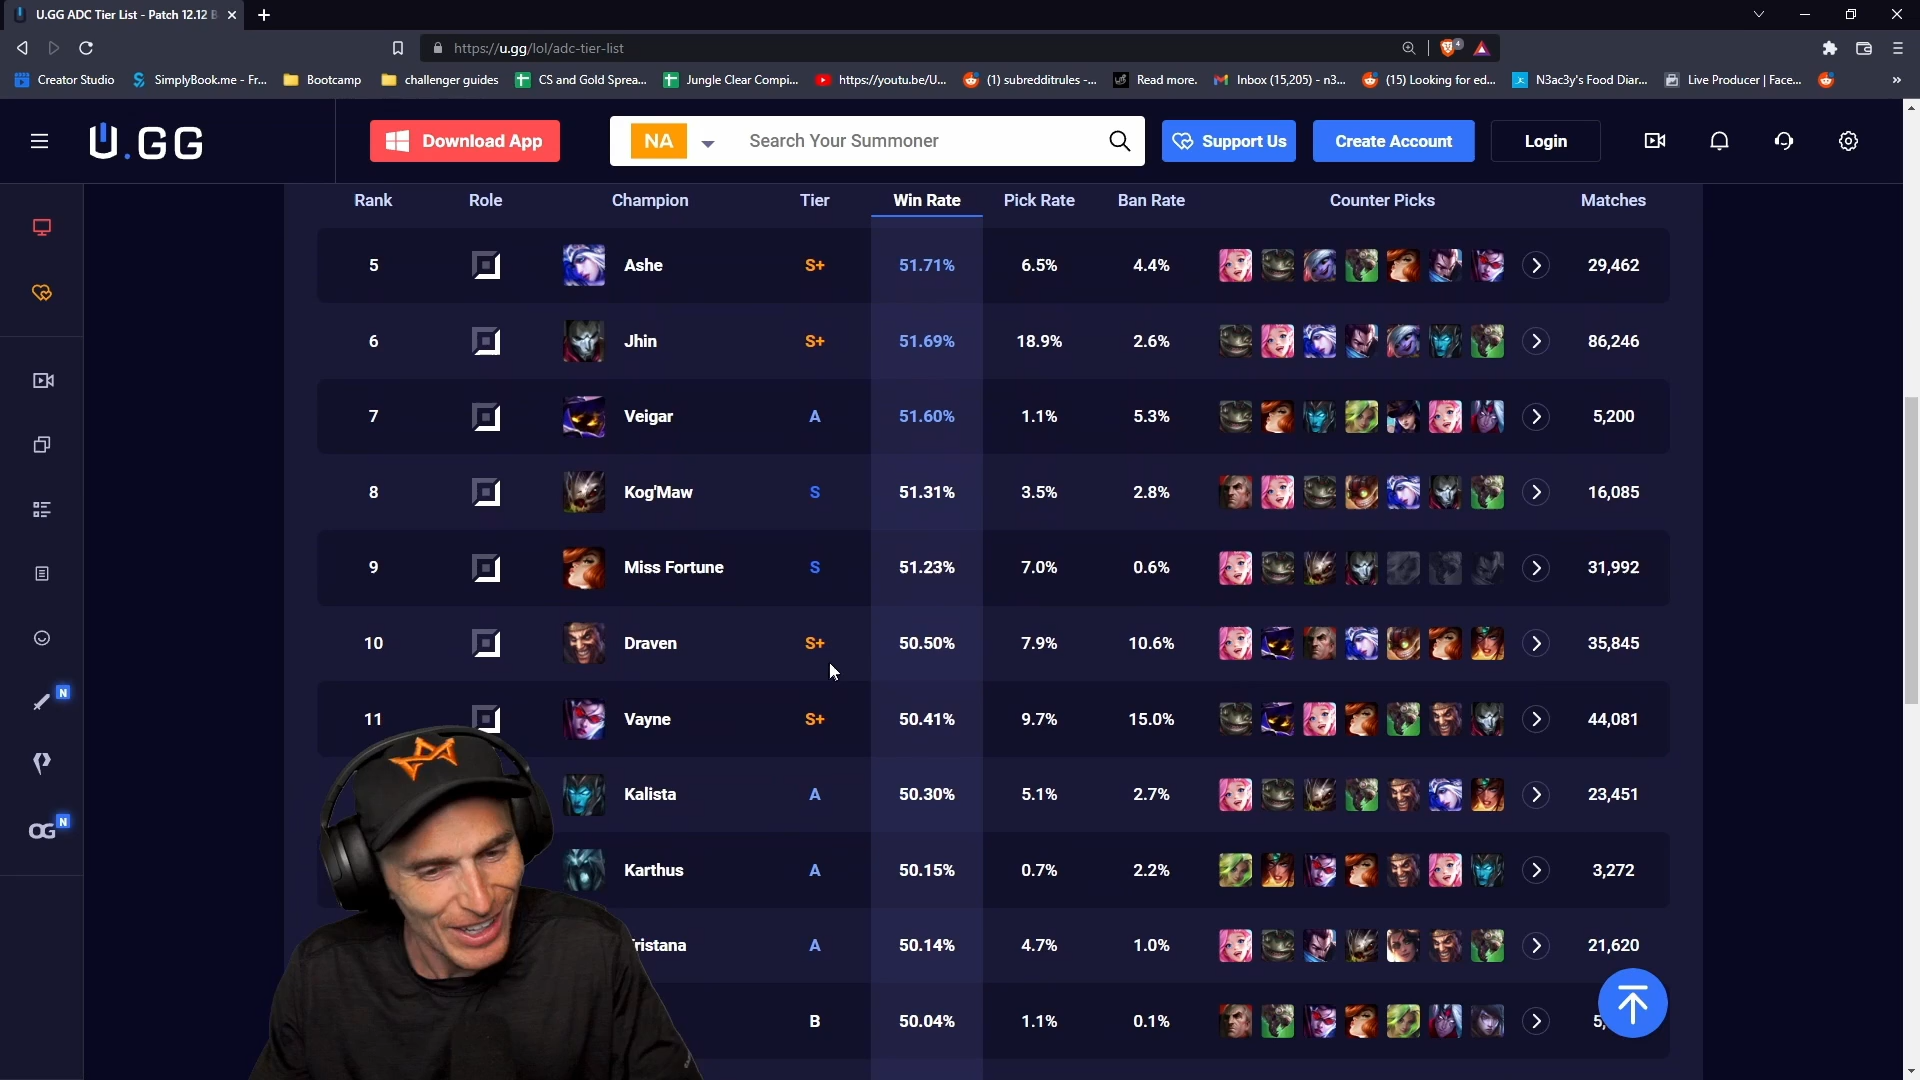 U.GG ADC Tier List - Patch 12.12 B
https://u.gg/lol/adc-tier-list
4
Creator Studio
SimplyBook.me - Fr...
Bootcamp
challenger guides
CS and Gold Sprea...
Jungle Clear Compi...
https://youtu.be/U...
(1) subredditrules -...
Read more.
Inbox (15,205) - n3...
(15) Looking for ed...
N3ac3y's Food Diar...
Live Producer | Face...
»
U.GG
Download App
NA
Search Your Summoner
Support Us
Create Account
Login
Rank Role Champion Tier Win Rate Pick Rate Ban Rate Counter Picks Matches
5 Ashe S+ 51.71% 6.5% 4.4% 29,462
6 Jhin S+ 51.69% 18.9% 2.6% 86,246
7 Veigar A 51.60% 1.1% 5.3% 5,200
8 Kog'Maw S 51.31% 3.5% 2.8% 16,085
9 Miss Fortune S 51.23% 7.0% 0.6% 31,992
10 Draven S+ 50.50% 7.9% 10.6% 35,845
N
11 Vayne S+ 50.41% 9.7% 15.0% 44,081
Kalista A 50.30% 5.1% 2.7% 23,451
OG N
Karthus A 50.15% 0.7% 2.2% 3,272
ristana A 50.14% 4.7% 1.0% 21,620
B 50.04% 1.1% 0.1% 5,